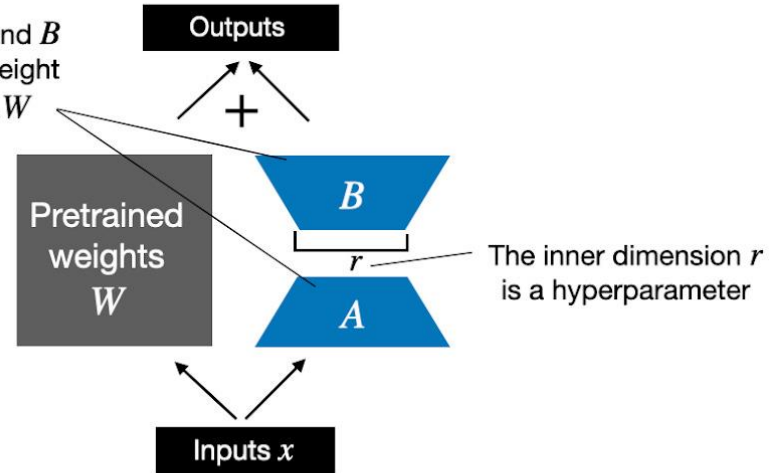 Outputs
nd B
eight
W
+
Pretrained
weights
W
B
r
The inner dimension r
is a hyperparameter
A
Inputs x